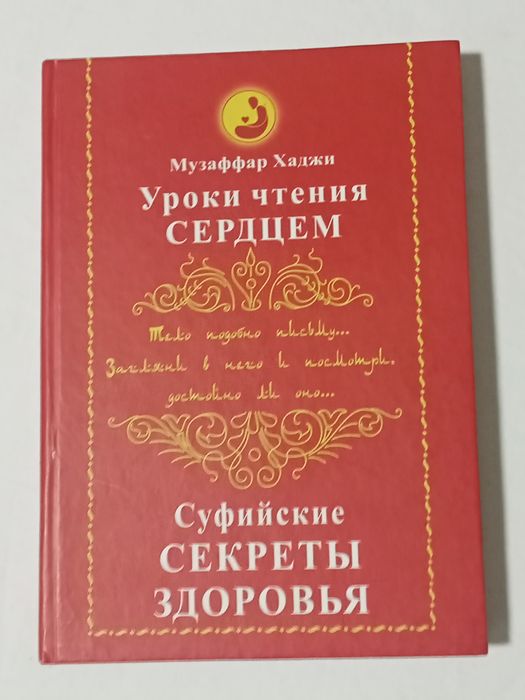 Музаффар Хаджи
Уроки чтения
СЕРДЦЕМ
Тело подобно письму...
Загляни в него и посмотри.
достойно ли оно...
Суфийские
СЕКРЕТЫ
ЗДОРОВЬЯ